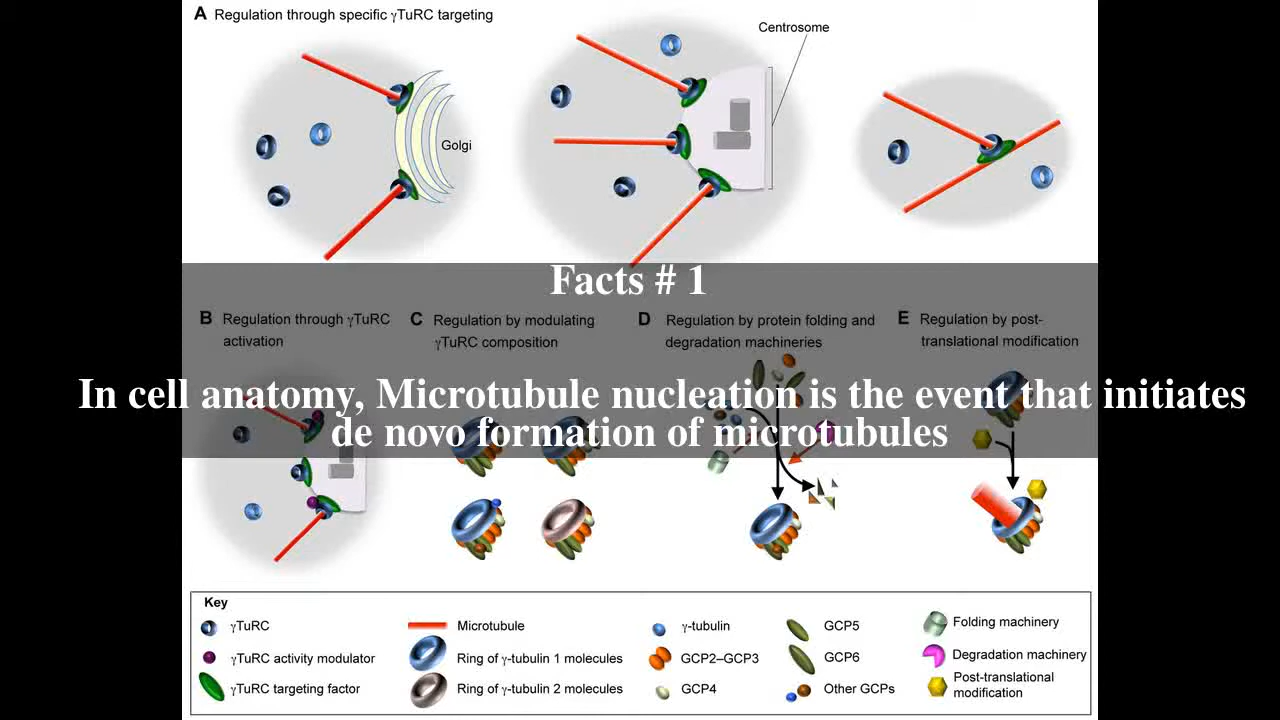 A Regulation through specific γTuRC targeting
Centrosome
Golgi
Facts # 1
B Regulation through γTuRC
activation
C Regulation by modulating
γTuRC composition
D Regulation by protein folding and
degradation machineries
E Regulation by post-
translational modification
In cell anatomy, Microtubule nucleation is the event that initiates
de novo formation of microtubules
Key
γTuRC
γTuRC activity modulator
γTuRC targeting factor
Microtubule
Ring of γ-tubulin 1 molecules
Ring of γ-tubulin 2 molecules
γ-tubulin
GCP2–GCP3
GCP4
GCP5
GCP6
Other GCPs
Folding machinery
Degradation machinery
Post-translational
modification